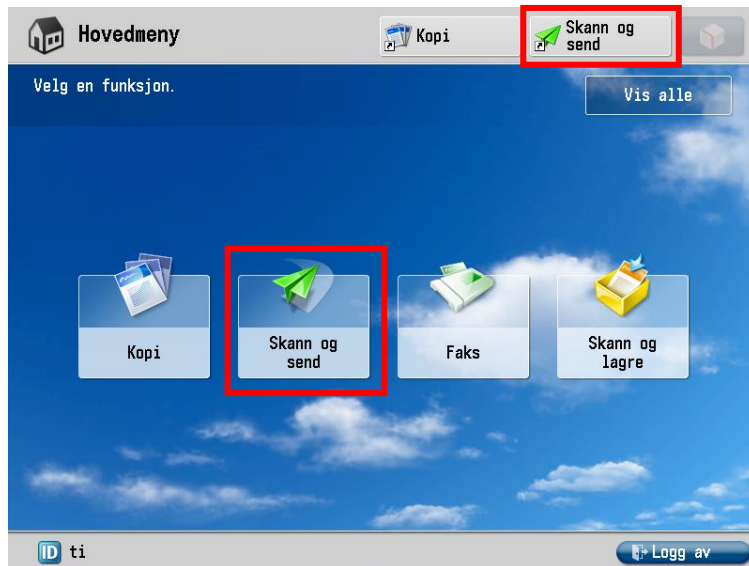 Hovedmeny
Kopi
Skann og
send
Velg en funksjon.
Vis alle
Kopi
Skann og
send
Faks
Skann og
lagre
ID ti
Logg av